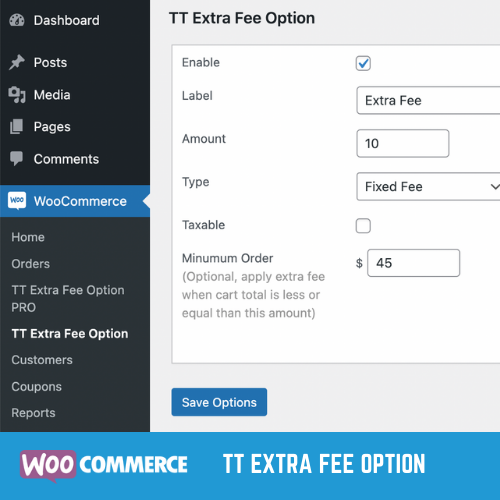 Dashboard
Posts
Media
Pages
Comments
WOO WooCommerce
Home
Orders
TT Extra Fee Option
PRO
TT Extra Fee Option
Customers
Coupons
Reports
TT Extra Fee Option
Enable
Label
Extra Fee
Amount
10
Type
Fixed Fee
Taxable
Minumum Order
$ 45
(Optional, apply extra fee
when cart total is less or
equal than this amount)
Save Options
WOO COMMERCE
TT EXTRA FEE OPTION